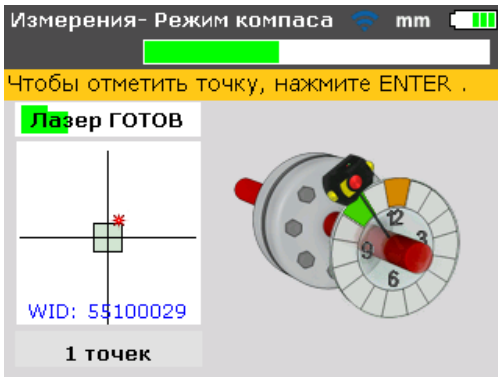 Измерения- Режим компаса mm
Чтобы отметить точку, нажмите ENTER .
Лазер ГОТОВ
12
3
9
6
WID: 55100029
1 точек